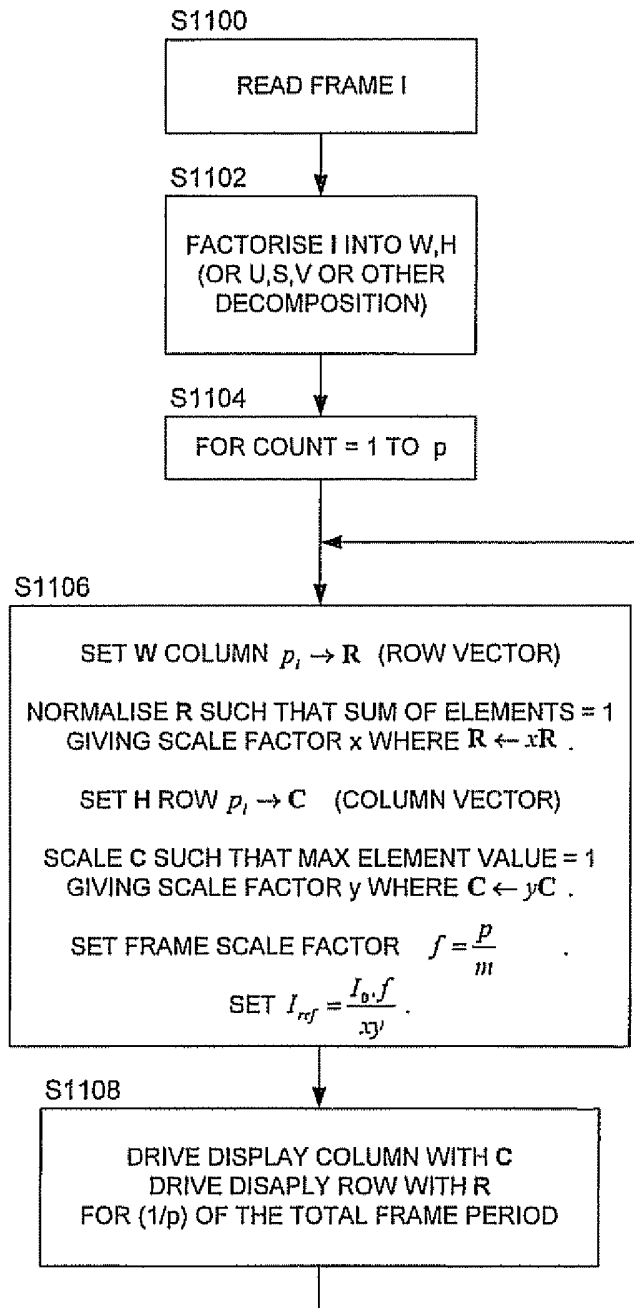 S1100
READ FRAME I
S1102
FACTORISE I INTO W,H
(OR U,S,V OR OTHER
DECOMPOSITION)
S1104
FOR COUNT = 1 TO p
S1106
SET W COLUMN pᵢ → R (ROW VECTOR)
NORMALISE R SUCH THAT SUM OF ELEMENTS = 1
GIVING SCALE FACTOR x WHERE R ← xR .
SET H ROW pᵢ → C (COLUMN VECTOR)
SCALE C SUCH THAT MAX ELEMENT VALUE = 1
GIVING SCALE FACTOR y WHERE C ← yC .
SET FRAME SCALE FACTOR f = p/m .
SET I_ref = I₀.f/xy .
S1108
DRIVE DISPLAY COLUMN WITH C
DRIVE DISAPLY ROW WITH R
FOR (1/p) OF THE TOTAL FRAME PERIOD